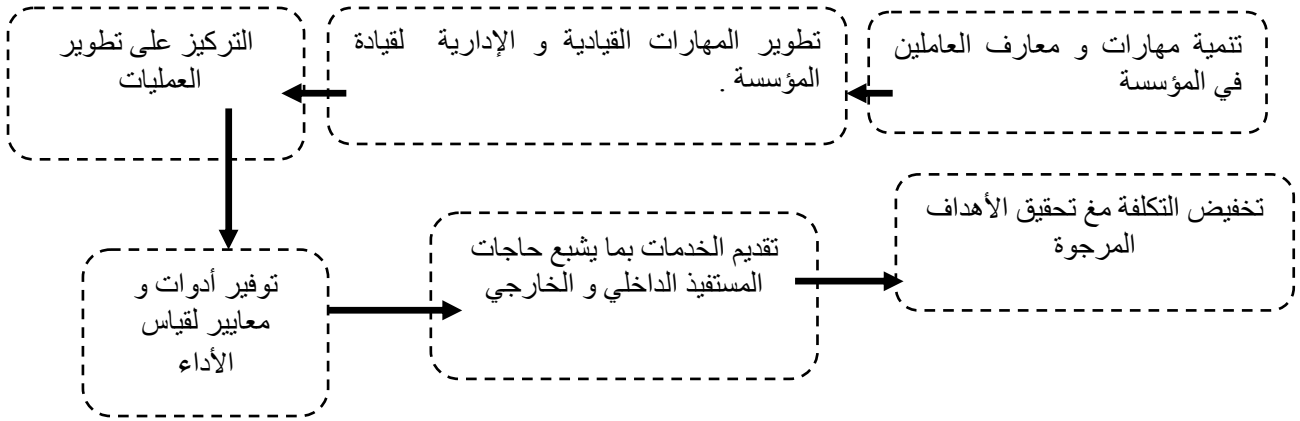 تنمية مهارات و معارف العاملين
في المؤسسة
تطوير المهارات القيادية و الإدارية لقيادة
المؤسسة .
التركيز على تطوير
العمليات
توفير أدوات و
معايير لقياس
الأداء
تقديم الخدمات بما يشبع حاجات
المستفيذ الداخلي و الخارجي
تخفيض التكلفة مغ تحقيق الأهداف
المرجوة